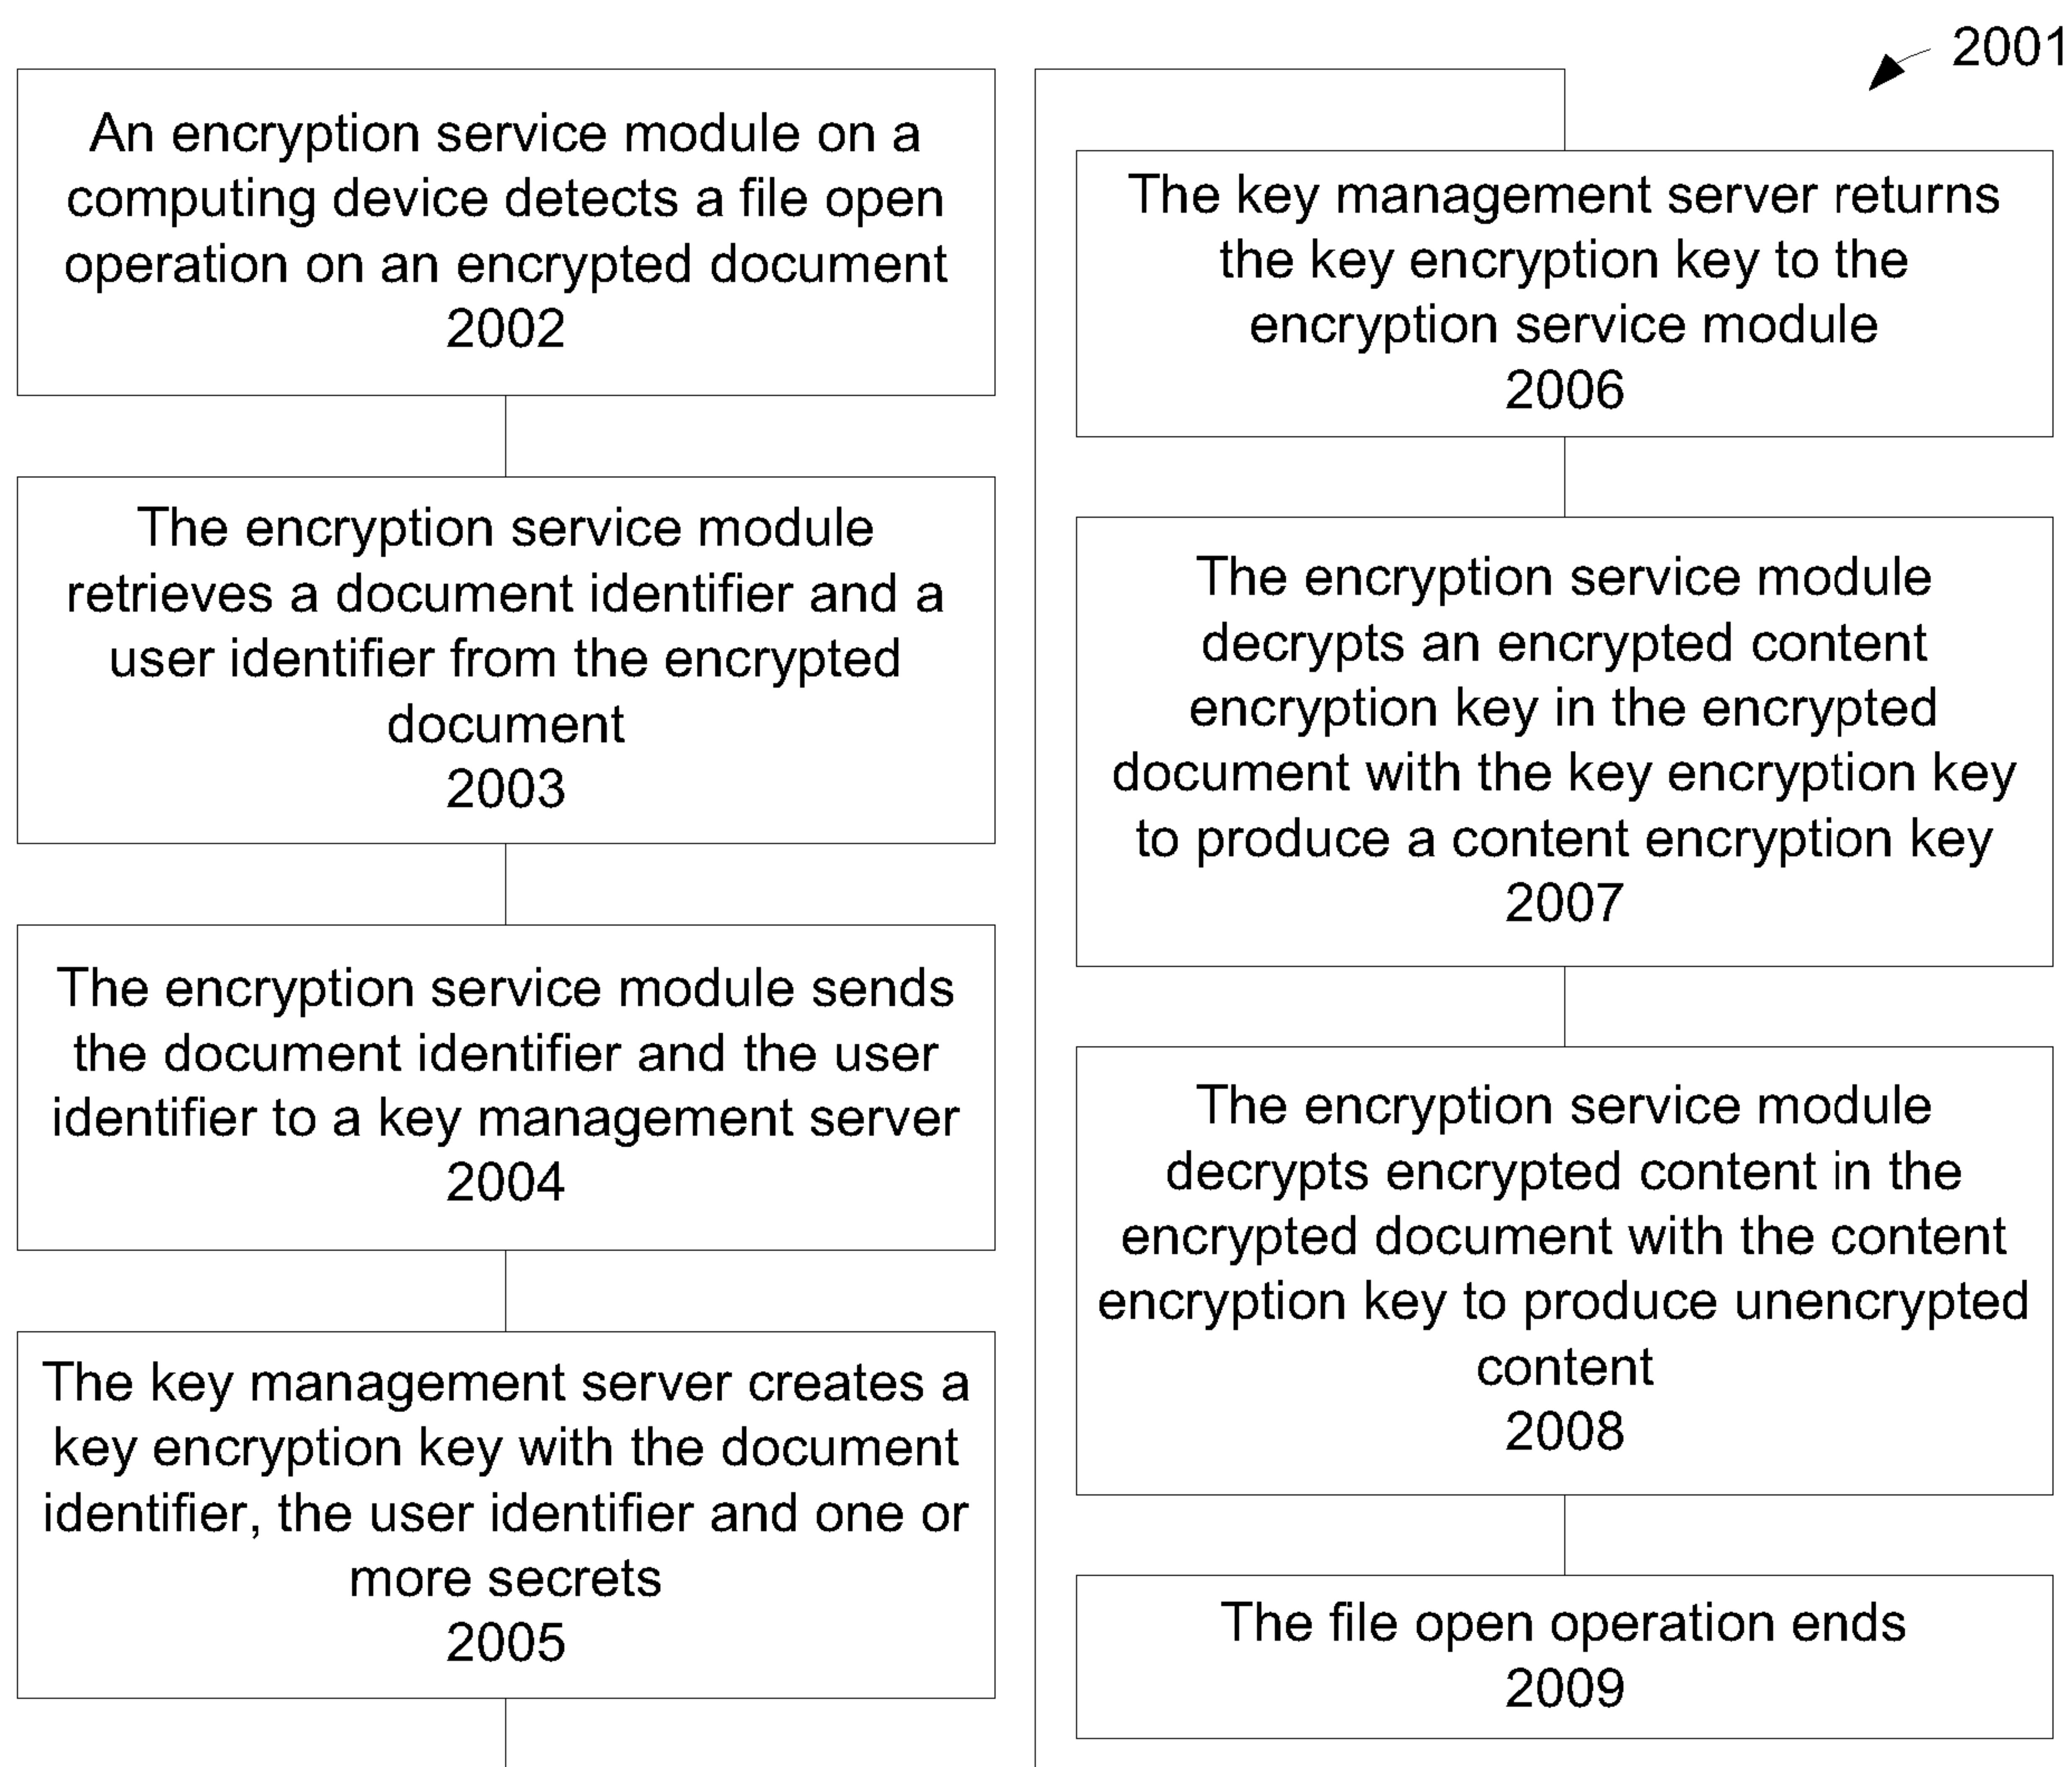 2001
An encryption service module on a
computing device detects a file open
operation on an encrypted document
2002
The encryption service module
retrieves a document identifier and a
user identifier from the encrypted
document
2003
The encryption service module sends
the document identifier and the user
identifier to a key management server
2004
The key management server creates a
key encryption key with the document
identifier, the user identifier and one or
more secrets
2005
The key management server returns
the key encryption key to the
encryption service module
2006
The encryption service module
decrypts an encrypted content
encryption key in the encrypted
document with the key encryption key
to produce a content encryption key
2007
The encryption service module
decrypts encrypted content in the
encrypted document with the content
encryption key to produce unencrypted
content
2008
The file open operation ends
2009